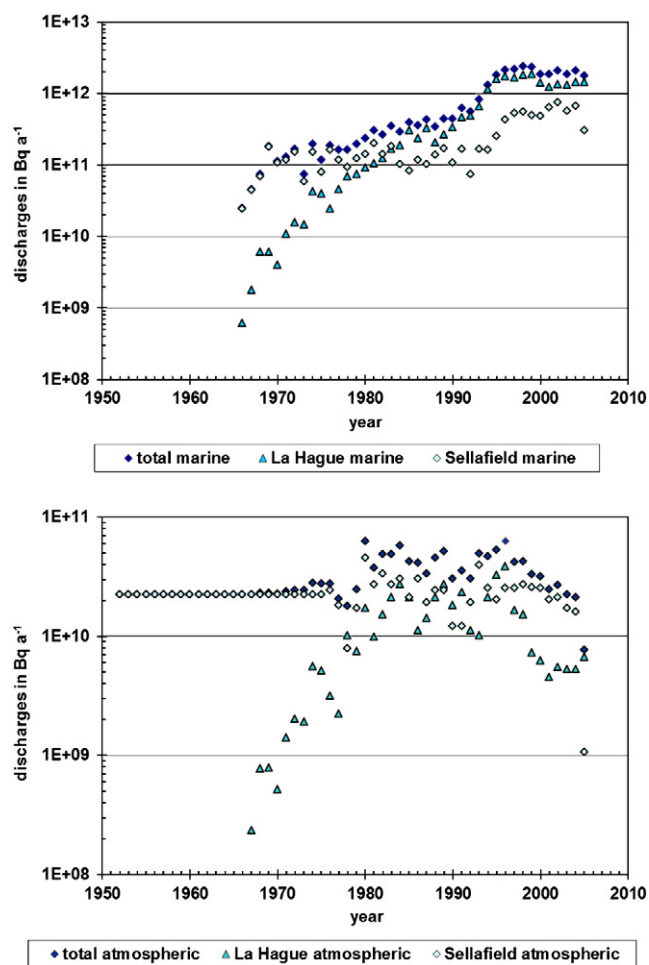 1E+13
1E+12
1E+11
1E+10
1E+09
1E+08
discharges in Bq a-1
1950 1960 1970 1980 1990 2000 2010
year
total marine La Hague marine Sellafield marine
1E+11
1E+10
1E+09
1E+08
discharges in Bq a-1
1950 1960 1970 1980 1990 2000 2010
year
total atmospheric La Hague atmospheric Sellafield atmospheric